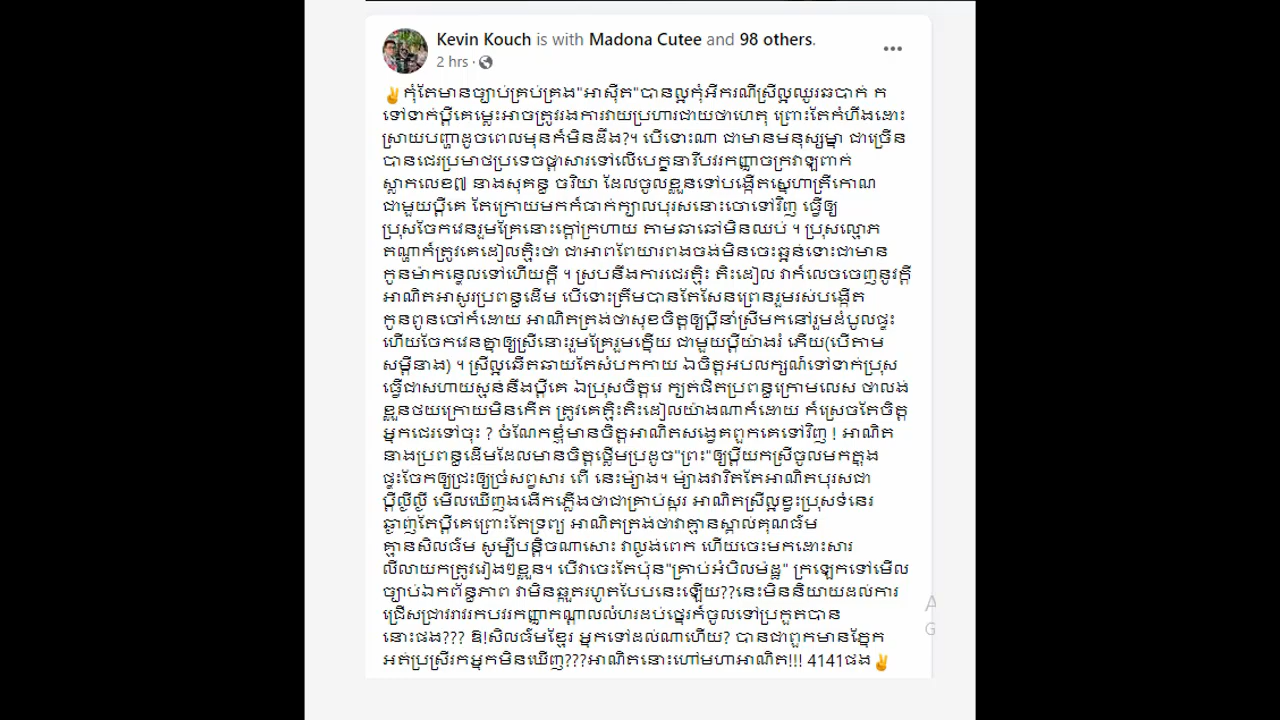 Kevin Kouch is with Madona Cutee and 98 others.
2 hrs ·
✌កុំតែមានច្បាប់គ្រប់គ្រង"អាស៊ីត"បានល្អកុំអីករណីស្រីល្អឈូរឆបាក់ ក
ទៅទាក់ប្ដីគេម្លេះអាចត្រូវរងការវាយប្រហារជាយថាហេតុ ព្រោះតែកំហឹងដោះ
ស្រាយបញ្ហាដូចពេលមុនក៏មិនដឹង?។ បើទោះណា ជាមានមនុស្សម្នា ជាច្រើន
បានជេរប្រមាថប្រទេចផ្ដាសារទៅលើបេក្ខនារីបវរកញ្ញាចក្រវាឡពាក់
ស្លាកលេខ៧ នាងសុគន្ធ ចរិយា ដែលចូលខ្លួនទៅបង្កើតស្នេហាត្រីកោណ
ជាមួយប្ដីគេ តែក្រោយមកក៏ធាក់ក្បាលបុរសនោះចោទៅវិញ ធ្វើឲ្យ
ប្រុសចែកវេនរួមគ្រែនោះក្ដៅក្រហាយ តាមឆាឆៅមិនឈប់ ។ ប្រុសល្មោភ
តណ្ហាក៏ត្រូវគេដៀលត្មិះថា ជាអាពពែយារពងចង់មិនចេះឆ្អន់ទោះជាមាន
កូនម៉ាកន្ទេលទៅហើយក្ដី ។ ស្របនឹងការជេរត្មិះ តិះដៀល វាក៏លេចចេញនូវក្ដី
អាណិតអាសូរប្រពន្ធដើម បើទោះត្រឹមបានតែសែនព្រេនរួមរស់បង្កើត
កូនពូនចៅក៏ដោយ អាណិតត្រង់ថាសុខចិត្តឲ្យប្ដីនាំស្រីមកនៅរួមដំបូលផ្ទះ
ហើយចែកវេនគ្នាឲ្យស្រីនោះរួមគ្រែរួមខ្នើយ ជាមួយប្ដីយ៉ាងរំ ភើយ(បើតាម
សម្ដីនាង) ។ ស្រីល្អឆើតឆាយតែសំបកកាយ ឯចិត្តអបលក្សណ៍ទៅទាក់ប្រុស
ធ្វើជាសហាយស្មន់នឹងប្ដីគេ ឯប្រុសចិត្តរេ ក្បត់ផិតប្រពន្ធក្រោមលេស ថាលង់
ខ្លួនថយក្រោយមិនកើត ត្រូវគេត្មិះតិះដៀលយ៉ាងណាក៏ដោយ ក៏ស្រេចតែចិត្ត
អ្នកជេរទៅចុះ ? ចំណែកខ្ញុំមានចិត្តអាណិតសង្វេគពួកគេទៅវិញ ! អាណិត
នាងប្រពន្ធដើមដែលមានចិត្តថ្លើមប្រដូច"ព្រះ"ឲ្យប្ដីយកស្រីចូលមកក្នុង
ផ្ទះចែកឲ្យជ្រះឲ្យច្រំសព្វសារ ពើ នេះម៉្យាង។ ម៉្យាងវារិតតែអាណិតបុរសជា
ប្ដីល្ងីល្ងើ មើលឃើញងងើកភ្លើងថាជាគ្រាប់ស្ករ អាណិតស្រីល្អខ្វះប្រុសទំនេរ
ឆ្ងាញ់តែប្ដីគេព្រោះតែទ្រព្យ អាណិតត្រង់ថាវាគ្មានស្គាល់គុណធម៌
គ្មានសិលធម៌ សូម្បីបន្តិចណាសោះ វាល្ងង់ពេក ហើយចេះមកដោះសារ
លីលាយកត្រូវរៀងៗខ្លួន។ បើវាចេះតែប៉ុន"គ្រាប់អំបិលម៉ដ្ឋ" ក្រឡេកទៅមើល
ច្បាប់ឯកព័ន្ធភាព វាមិនឆ្កួតរហូតបែបនេះឡើយ??នេះមិននិយាយដល់ការ
ជ្រើសជ្រាវរាវរកបវរកញ្ញាកណ្ដាលលំហរដប់ថ្នេរក៏ចូលទៅប្រកួតបាន
នោះផង??? ឱ!សិលធម៌ខ្មែរ អ្នកទៅដល់ណាហើយ? បានជាពួកមានភ្នែក
អត់ប្រស្រីរកអ្នកមិនឃើញ???អាណិតនោះហៅមហាអាណិត!!! 4141ផង✌